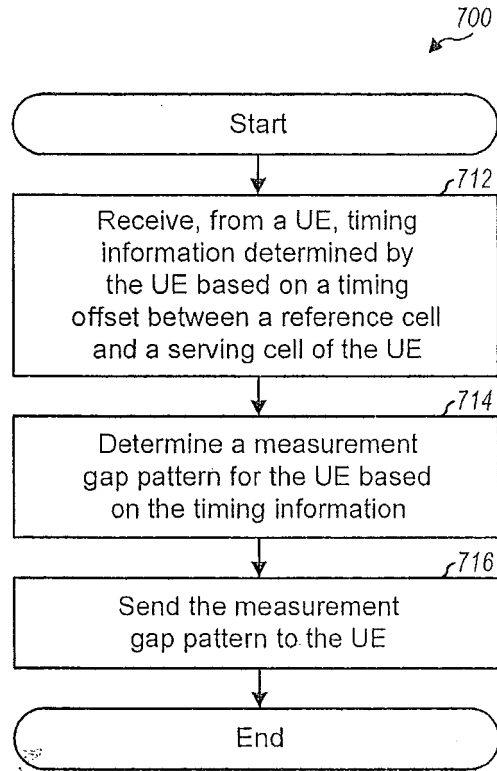 700
Start
712
Receive, from a UE, timing
information determined by
the UE based on a timing
offset between a reference cell
and a serving cell of the UE
714
Determine a measurement
gap pattern for the UE based
on the timing information
716
Send the measurement
gap pattern to the UE
End